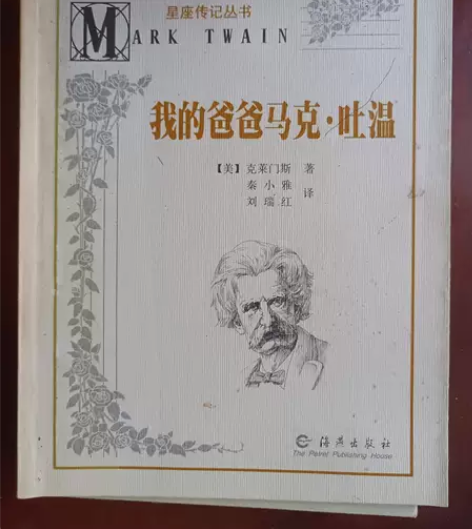 星座传记丛书
MARK TWAIN
我的爸爸马克·吐温
【美】克莱门斯 著
秦小雅
刘瑞红 译
海燕出版社
The Petrel Publishing House